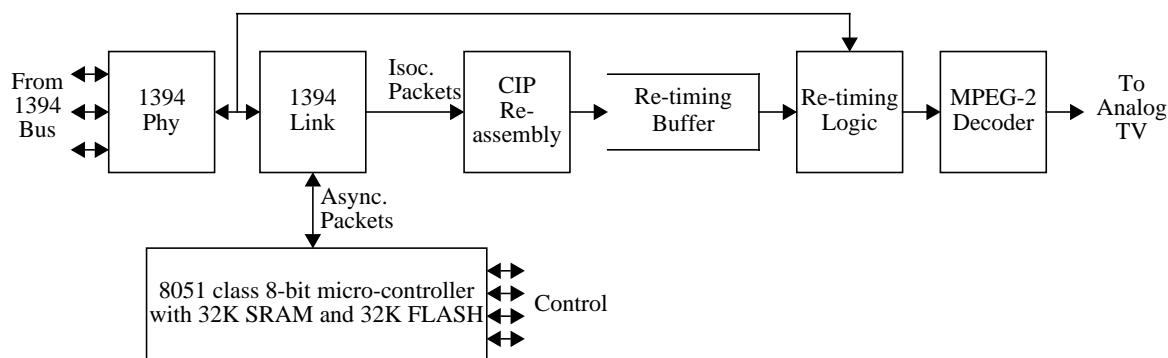 From
1394
Bus
1394
Phy
1394
Link
Isoc.
Packets
CIP
Re-
assembly
Re-timing
Buffer
Re-timing
Logic
MPEG-2
Decoder
To
Analog
TV
Async.
Packets
8051 class 8-bit micro-controller
with 32K SRAM and 32K FLASH
Control